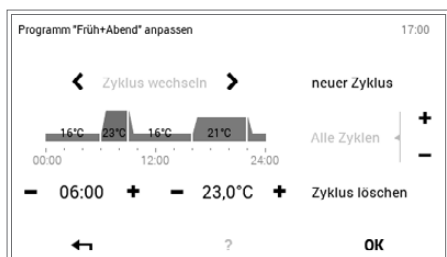 Programm "Früh+Abend" anpassen 17:00
Zyklus wechseln neuer Zyklus
16°C 23°C 16°C 21°C
Alle Zyklen
+
−
00:00 12:00 24:00
− 06:00 + − 23,0°C + Zyklus löschen
? OK